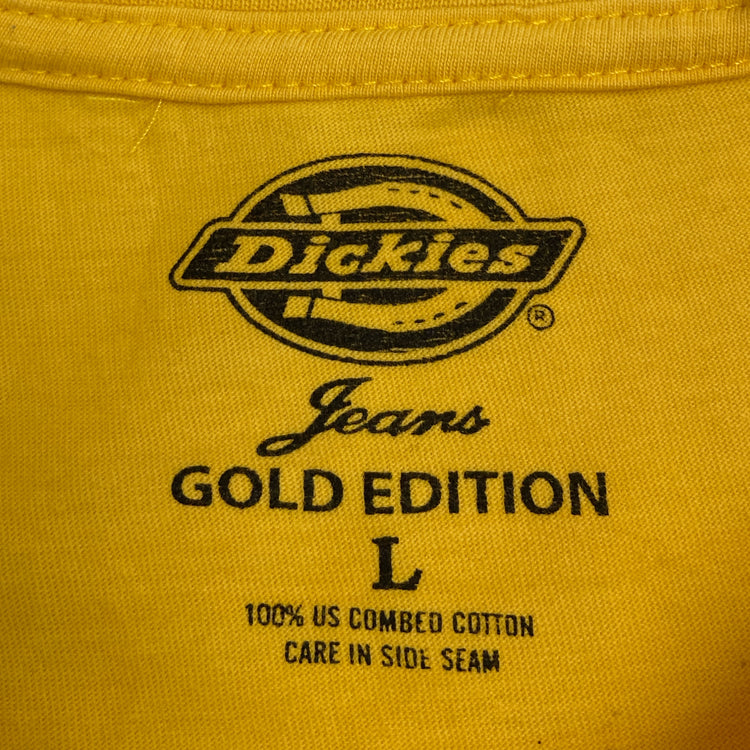 Dickies
®
Jeans
GOLD EDITION
L
100% US COMBED COTTON
CARE IN SIDE SEAM